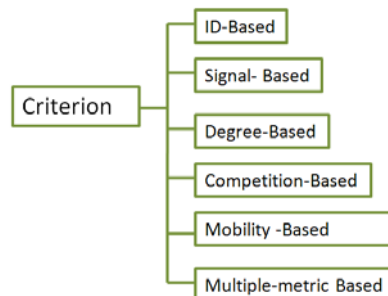 Criterion
ID-Based
Signal- Based
Degree-Based
Competition-Based
Mobility -Based
Multiple-metric Based